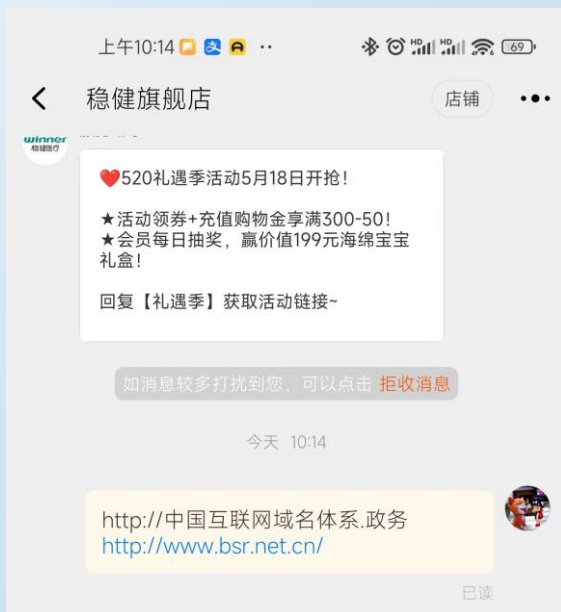 上午10:14
HD HD 69
稳健旗舰店
店铺
winner
稳健医疗
❤️520礼遇季活动5月18日开抢！
★活动领券+充值购物金享满300-50！
★会员每日抽奖，赢价值199元海绵宝宝
礼盒！
回复【礼遇季】获取活动链接~
如消息较多打扰到您，可以点击 拒收消息
今天 10:14
http://中国互联网域名体系.政务
http://www.bsr.net.cn/
已读